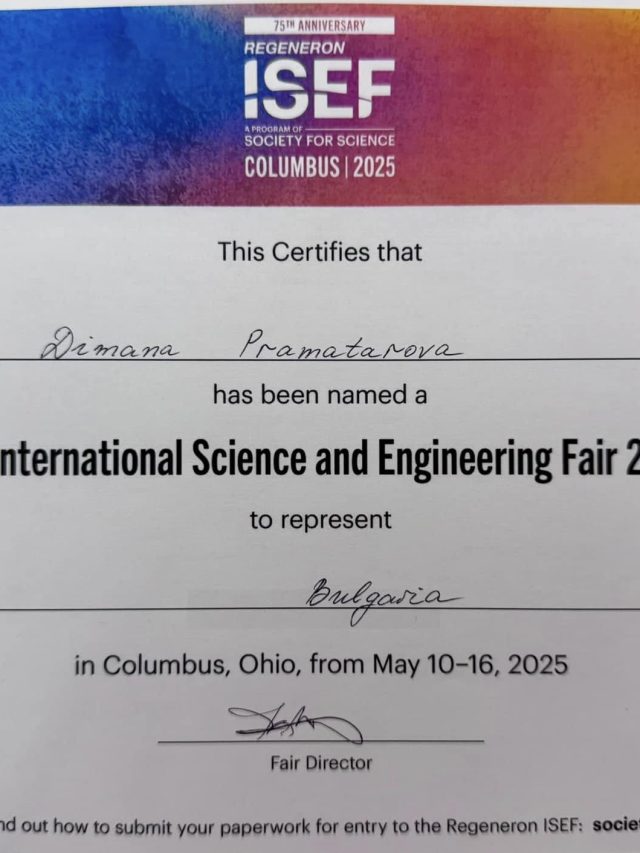 75TH ANNIVERSARY
REGENERON
ISEF
A PROGRAM OF
SOCIETY FOR SCIENCE
COLUMBUS | 2025
This Certifies that
Dimana Pramatarova
has been named a
nternational Science and Engineering Fair 2
to represent
Bulgaria
in Columbus, Ohio, from May 10–16, 2025
Fair Director
nd out how to submit your paperwork for entry to the Regeneron ISEF: societ